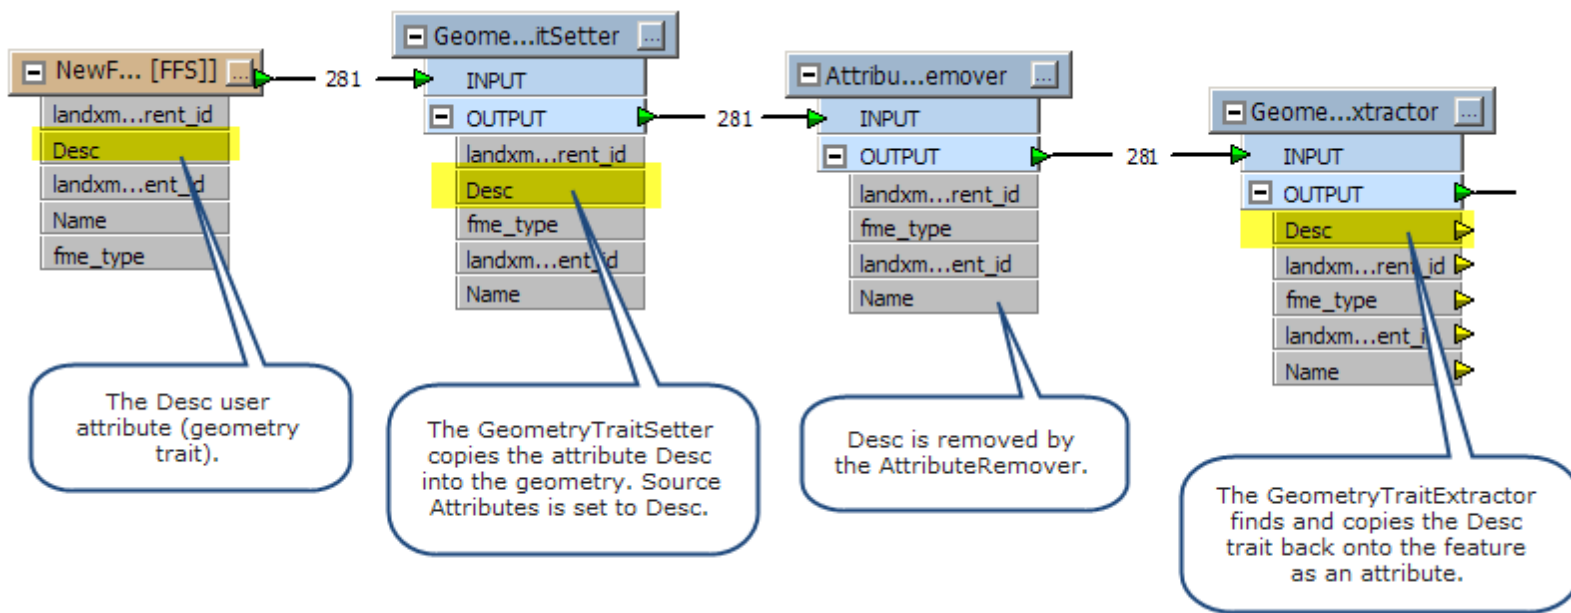 NewF... [FFS]] ...
landxm...rent_id
Desc
landxm...ent_id
Name
fme_type
281
Geome...itSetter ...
INPUT
OUTPUT
landxm...rent_id
Desc
fme_type
landxm...ent_id
Name
281
Attribu...emover ...
INPUT
OUTPUT
landxm...rent_id
fme_type
landxm...ent_id
Name
281
Geome...xtractor ...
INPUT
OUTPUT
Desc
landxm...rent_id
fme_type
landxm...ent_i
Name
The Desc user
attribute (geometry
trait).
The GeometryTraitSetter
copies the attribute Desc
into the geometry. Source
Attributes is set to Desc.
Desc is removed by
the AttributeRemover.
The GeometryTraitExtractor
finds and copies the Desc
trait back onto the feature
as an attribute.